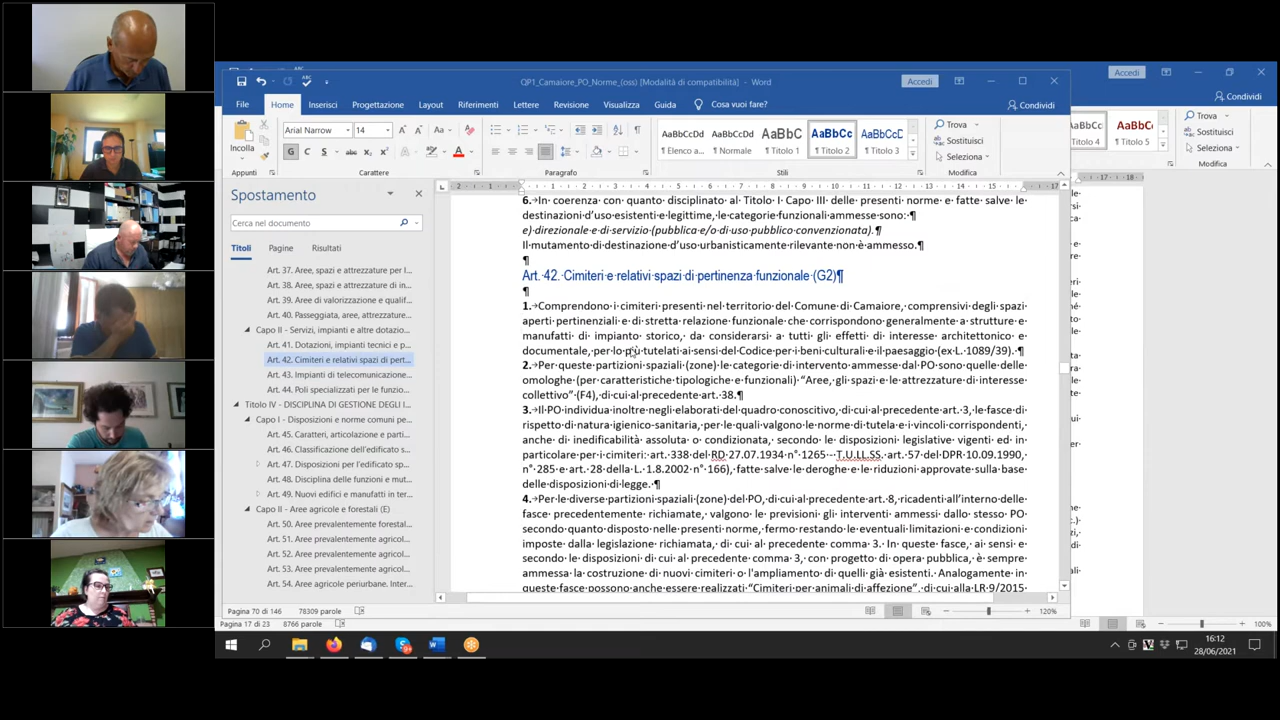 QP1_Camaiore_PO_Norme_(oss) [Modalità di compatibilità] - Word
Accedi
Accedi
File Home Inserisci Progettazione Layout Riferimenti Lettere Revisione Visualizza Guida Cosa vuoi fare? Condividi
Condividi
Incolla
Arial Narrow 14
AaBbCcDd AaBbCcDd AaBbC AaBbCc AaBbCcD
¶ Elenco a... ¶ Normale ¶ Titolo 1 ¶ Titolo 2 ¶ Titolo 3
Trova
Sostituisci
Seleziona
Appunti Carattere Paragrafo Stili Modifica
AaBbCc AaBbCc
¶ Titolo 4 ¶ Titolo 5
Trova
Sostituisci
Seleziona
Modifica
Spostamento
Cerca nel documento
Titoli Pagine Risultati
Art. 37. Aree, spazi e attrezzature per l...
Art. 38. Aree, spazi e attrezzature di in...
Art. 39. Aree di valorizzazione e qualif...
Art. 40. Passeggiata, aree, attrezzature...
Capo II - Servizi, impianti e altre dotazio...
Art. 41. Dotazioni, impianti tecnici e p...
Art. 42. Cimiteri e relativi spazi di pert...
Art. 43. Impianti di telecomunicazione...
Art. 44. Poli specializzati per le funzio...
Titolo IV - DISCIPLINA DI GESTIONE DEGLI I...
Capo I - Disposizioni e norme comuni pe...
Art. 45. Caratteri, articolazione e parti...
Art. 46. Classificazione dell'edificato s...
Art. 47. Disposizioni per l'edificato sp...
Art. 48. Disciplina delle funzioni e mut...
Art. 49. Nuovi edifici e manufatti in ter...
Capo II - Aree agricole e forestali (E)
Art. 50. Aree prevalentemente forestal...
Art. 51. Aree prevalentemente agricol...
Art. 52. Aree prevalentemente agricol...
Art. 53. Aree prevalentemente agricol...
Art. 54. Aree agricole periurbane. Inter...
6. In coerenza con quanto disciplinato al Titolo I Capo III delle presenti norme e fatte salve le
destinazioni d'uso esistenti e legittime, le categorie funzionali ammesse sono: ¶
e) direzionale e di servizio (pubblica e/o di uso pubblico convenzionata). ¶
Il mutamento di destinazione d'uso urbanisticamente rilevante non è ammesso. ¶
¶
Art. 42. Cimiteri e relativi spazi di pertinenza funzionale (G2)¶
¶
1.→Comprendono i cimiteri presenti nel territorio del Comune di Camaiore, comprensivi degli spazi
aperti pertinenziali e di stretta relazione funzionale che corrispondono generalmente a strutture e
manufatti di impianto storico, da considerarsi a tutti gli effetti di interesse architettonico e
documentale, per lo più tutelati ai sensi del Codice per i beni culturali e il paesaggio (ex L. 1089/39). ¶
2.→Per queste partizioni spaziali (zone) le categorie di intervento ammesse dal PO sono quelle delle
omologhe (per caratteristiche tipologiche e funzionali) “Aree, gli spazi e le attrezzature di interesse
collettivo” (F4), di cui al precedente art. 38.¶
3.→Il PO individua inoltre negli elaborati del quadro conoscitivo, di cui al precedente art. 3, le fasce di
rispetto di natura igienico-sanitaria, per le quali valgono le norme di tutela e i vincoli corrispondenti,
anche di inedificabilità assoluta o condizionata, secondo le disposizioni legislative vigenti ed in
particolare per i cimiteri: art. 338 del RD 27.07.1934 n° 1265 - T.U.LL.SS. art. 57 del DPR 10.09.1990,
n° 285 e art. 28 della L. 1.8.2002 n° 166), fatte salve le deroghe e le riduzioni approvate sulla base
delle disposizioni di legge. ¶
4.→Per le diverse partizioni spaziali (zone) del PO, di cui al precedente art. 8, ricadenti all'interno delle
fasce precedentemente richiamate, valgono le previsioni gli interventi ammessi dallo stesso PO
secondo quanto disposto nelle presenti norme, fermo restando le eventuali limitazioni e condizioni
imposte dalla legislazione richiamata, di cui al precedente comma 3. In queste fasce, ai sensi e
secondo le disposizioni di cui al precedente comma 3, con progetto di opera pubblica, è sempre
ammessa la costruzione di nuovi cimiteri o l'ampliamento di quelli già esistenti. Analogamente in
queste fasce possono anche essere realizzati “Cimiteri per animali di affezione”, di cui alla LR 9/2015
Pagina 70 di 146 78309 parole 120%
Pagina 17 di 23 8766 parole 100%
16:12
28/06/2021